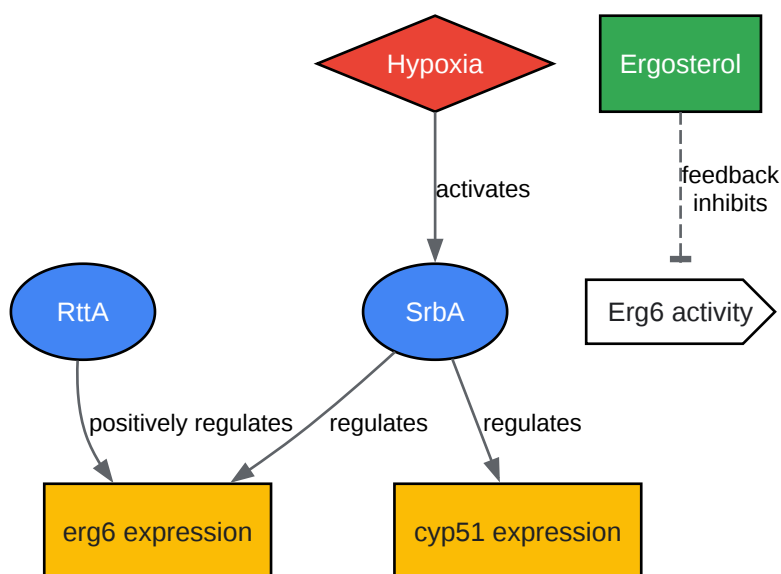 Hypoxia
Ergosterol
activates
feedback
inhibits
RttA
SrbA
Erg6 activity
positively regulates
regulates
regulates
erg6 expression
cyp51 expression